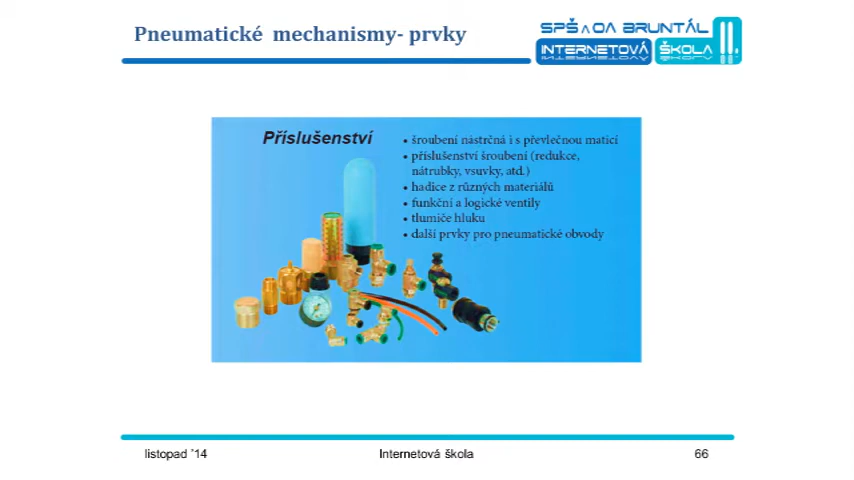 Pneumatické mechanismy- prvky
SPŠ A OA BRUNTÁL
INTERNETOVÁ ŠKOLA
Příslušenství
• šroubení nástrčná i s převlečnou maticí
• příslušenství šroubení (redukce,
nátrubky, vsuvky, atd.)
• hadice z různých materiálů
• funkční a logické ventily
• tlumiče hluku
• další prvky pro pneumatické obvody
listopad '14
Internetová škola
66